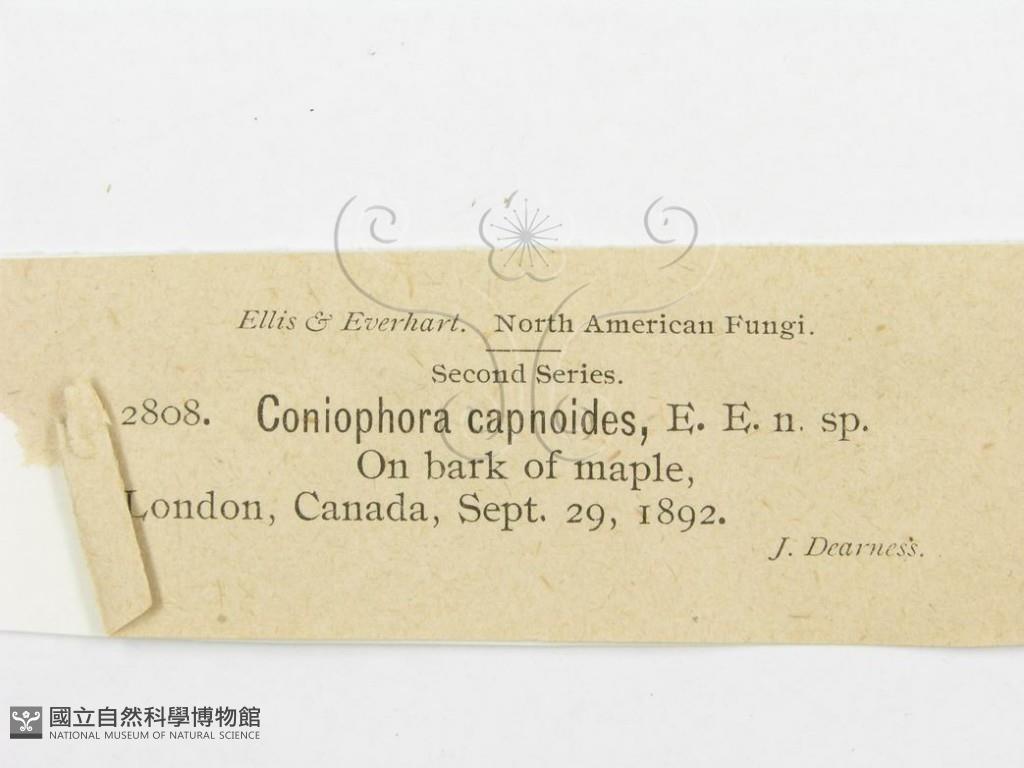 Ellis & Everhart. North American Fungi.
Second Series.
2808. Coniophora capnoides, E. E. n. sp.
On bark of maple,
London, Canada, Sept. 29, 1892.
J. Dearness.
國立自然科學博物館
NATIONAL MUSEUM OF NATURAL SCIENCE